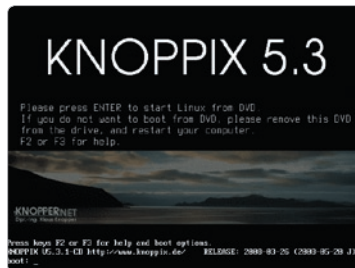 KNOPPIX 5.3
Please press ENTER to start Linux from DVD.
If you do not want to boot from DVD, please remove this DVD
from the drive, and restart your computer.
F2 or F3 for help.
KNOPPERNET
Press keys F2 or F3 for help and boot options.
KNOPPIX V5.3.1-CD http://www.knoppix.de/ RELEASE: 2008-03-26 (2008-05-20
boot: _